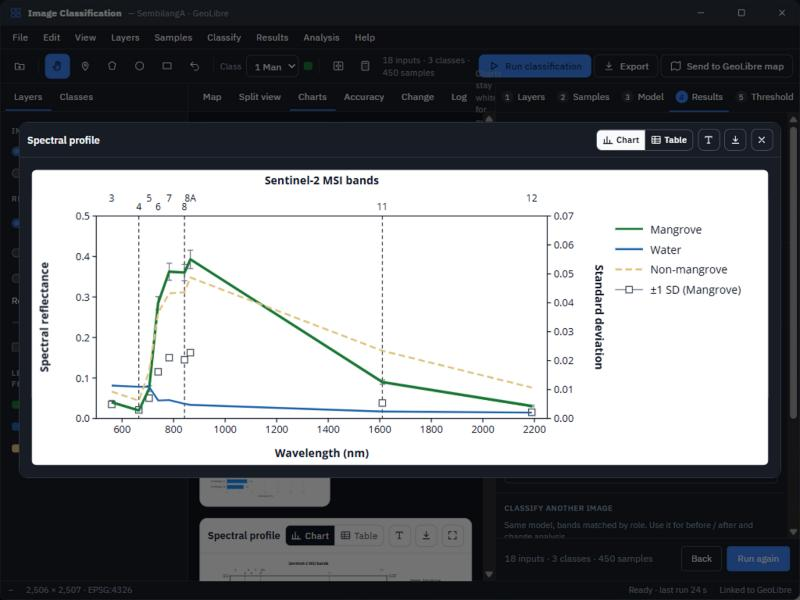 Image Classification — SembilangA · GeoLibre
File Edit View Layers Samples Classify Results Analysis Help
Class 1 Man
18 inputs · 3 classes · 450 samples
Run classification
Export
Send to GeoLibre map
Layers Classes
Map Split view Charts Accuracy Change Log
stay
white
for
1 Layers 2 Samples 3 Model 4 Results 5 Threshold
Spectral profile
Chart Table T
Sentinel-2 MSI bands
3 5 7 8A 12
4 6 8 11
0.5 0.4 0.3 0.2 0.1 0.0
Spectral reflectance
0.07 0.06 0.05 0.04 0.03 0.02 0.01 0.00
Standard deviation
600 800 1000 1200 1400 1600 1800 2000 2200
Wavelength (nm)
Mangrove
Water
Non-mangrove
±1 SD (Mangrove)
Spectral profile Chart Table T
CLASSIFY ANOTHER IMAGE
Same model, bands matched by role. Use it for before / after and
change analysis.
18 inputs · 3 classes · 450 samples
Back
Run again
2,506 × 2,507 · EPSG:4326
Ready · last run 24 s
Linked to GeoLibre